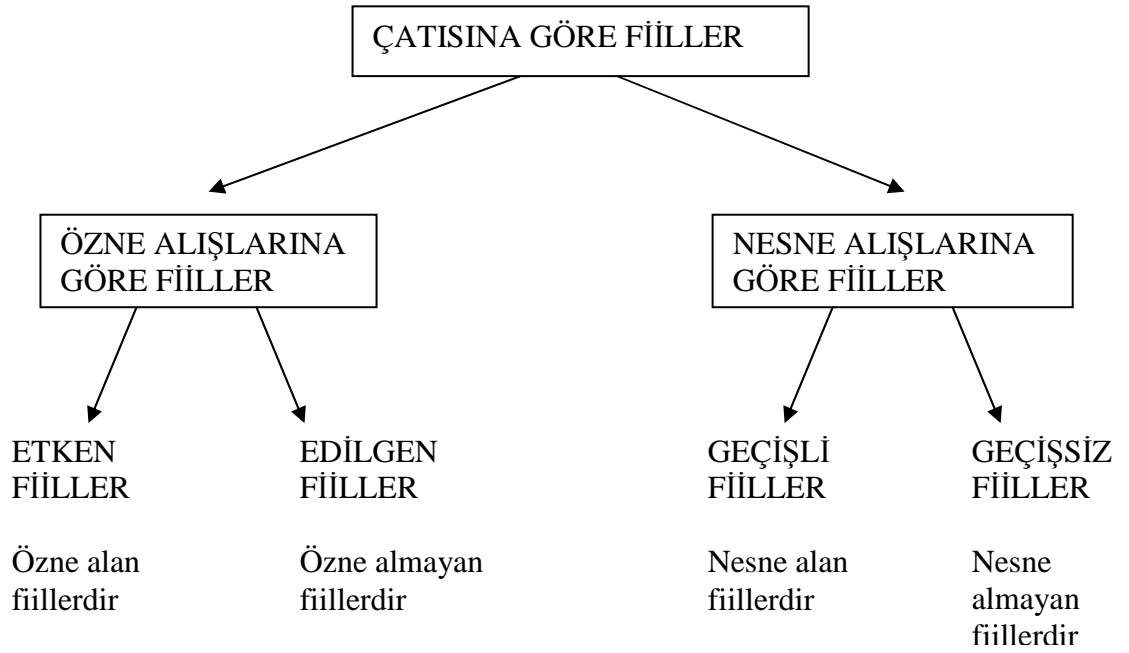 ÇATISINA GÖRE FİİLLER
ÖZNE ALIŞLARINA
GÖRE FİİLLER
NESNE ALIŞLARINA
GÖRE FİİLLER
ETKEN
FİİLLER
EDİLGEN
FİİLLER
GEÇİŞLİ
FİİLLER
GEÇİŞSİZ
FİİLLER
Özne alan
fiillerdir
Özne almayan
fiillerdir
Nesne alan
fiillerdir
Nesne
almayan
fiillerdir